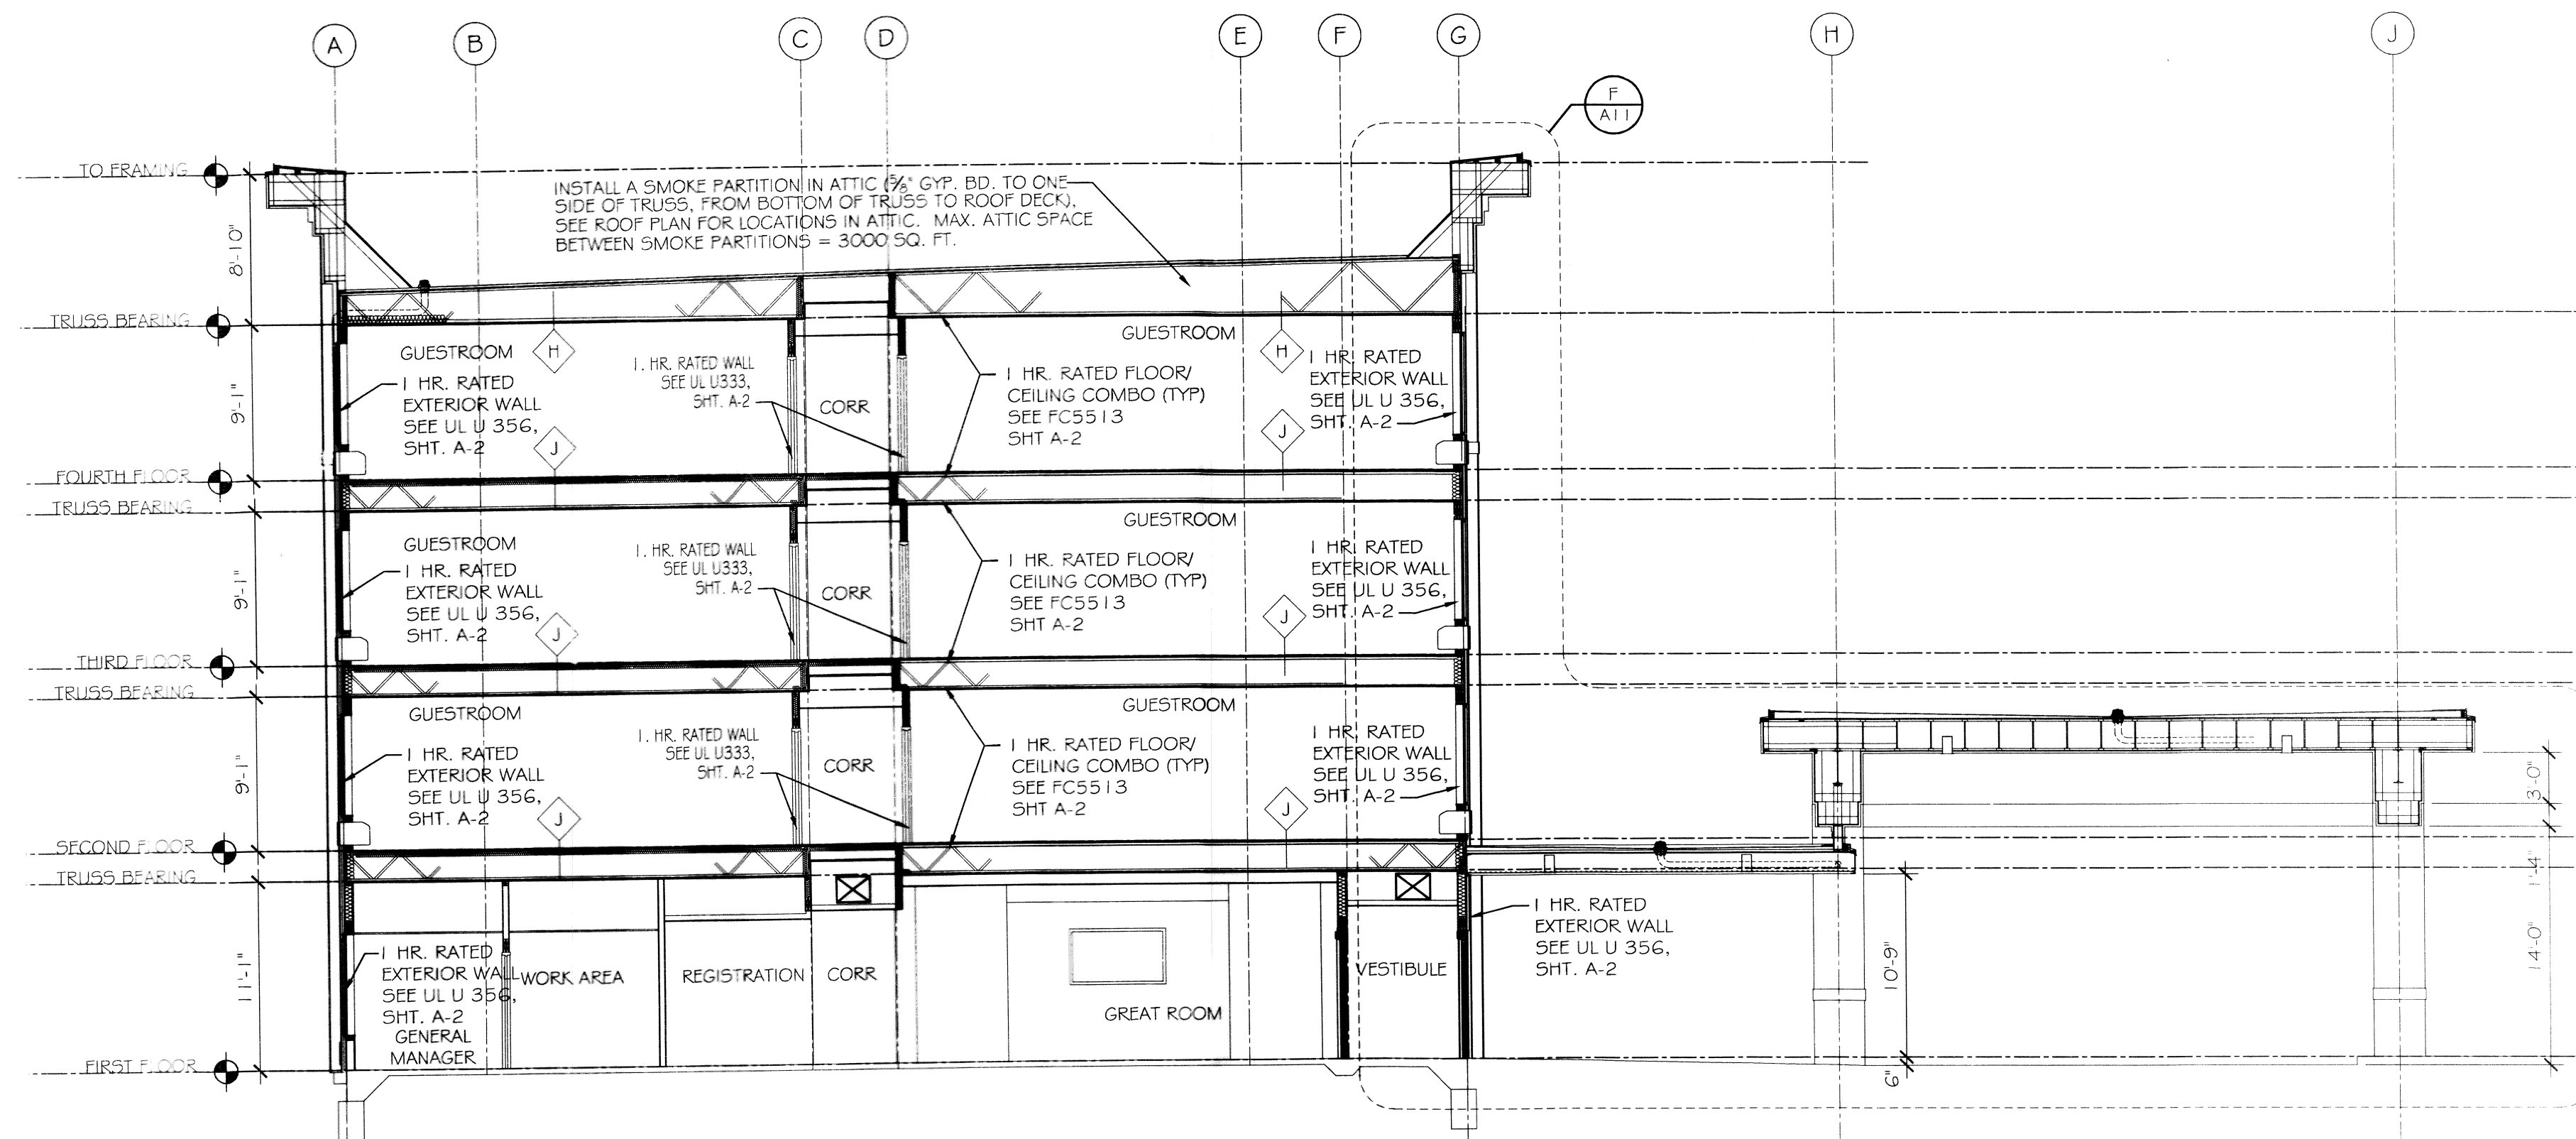 A
B
C
D
E
F
G
H
J
F
A11
TO FRAMING
INSTALL A SMOKE PARTITION IN ATTIC (5/8" GYP. BD. TO ONE
SIDE OF TRUSS, FROM BOTTOM OF TRUSS TO ROOF DECK).
SEE ROOF PLAN FOR LOCATIONS IN ATTIC. MAX. ATTIC SPACE
BETWEEN SMOKE PARTITIONS = 3000 SQ. FT.
8'-10"
TRUSS BEARING
GUESTROOM
H
1 HR. RATED
EXTERIOR WALL
SEE UL U 356,
SHT. A-2
J
1. HR. RATED WALL
SEE UL U333,
SHT. A-2
CORR
1 HR. RATED FLOOR/
CEILING COMBO (TYP)
SEE FC5513
SHT A-2
GUESTROOM
H
J
1 HR. RATED
EXTERIOR WALL
SEE UL U 356,
SHT. A-2
9'-1"
FOURTH FLOOR
TRUSS BEARING
GUESTROOM
1 HR. RATED
EXTERIOR WALL
SEE UL U 356,
SHT. A-2
J
1. HR. RATED WALL
SEE UL U333,
SHT. A-2
CORR
1 HR. RATED FLOOR/
CEILING COMBO (TYP)
SEE FC5513
SHT A-2
GUESTROOM
J
1 HR. RATED
EXTERIOR WALL
SEE UL U 356,
SHT. A-2
9'-1"
THIRD FLOOR
TRUSS BEARING
GUESTROOM
1 HR. RATED
EXTERIOR WALL
SEE UL U 356,
SHT. A-2
J
1. HR. RATED WALL
SEE UL U333,
SHT. A-2
CORR
1 HR. RATED FLOOR/
CEILING COMBO (TYP)
SEE FC5513
SHT A-2
GUESTROOM
J
1 HR. RATED
EXTERIOR WALL
SEE UL U 356,
SHT. A-2
9'-1"
3'-0"
SECOND FLOOR
TRUSS BEARING
1'-4"
11'-1"
1 HR. RATED
EXTERIOR WALL
SEE UL U 356,
SHT. A-2
GENERAL
MANAGER
WORK AREA
REGISTRATION
CORR
GREAT ROOM
VESTIBULE
1 HR. RATED
EXTERIOR WALL
SEE UL U 356,
SHT. A-2
10'-9"
14'-0"
FIRST FLOOR
6"